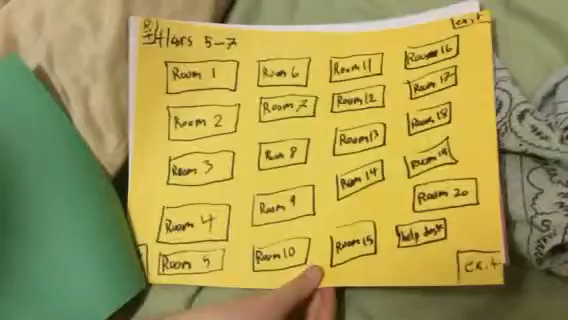 exit
flors 5-7
Room 1
Room 2
Room 3
Room 4
Room 5
Room 6
Room 7
Room 8
Room 9
Room 10
Room 11
Room 12
Room 13
Room 14
Room 15
Room 16
Room 17
Room 18
Room 19
Room 20
help desk
exit